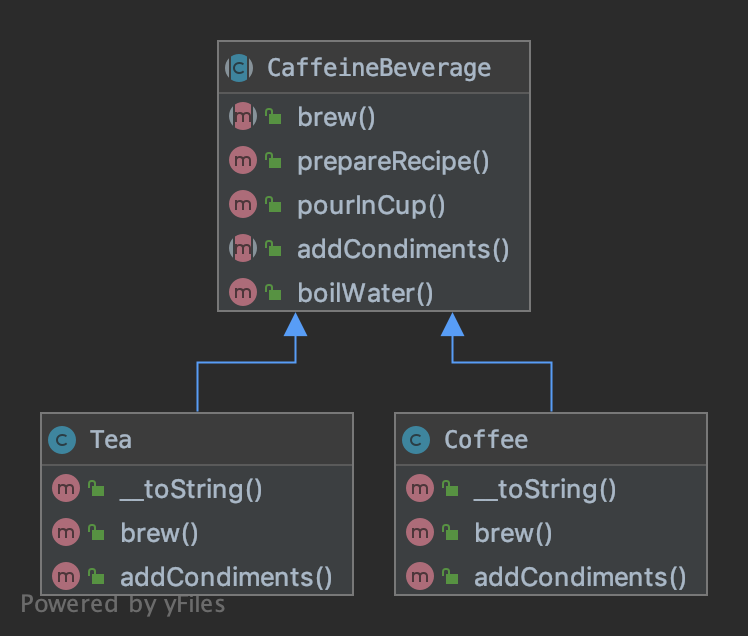 CaffeineBeverage
brew()
prepareRecipe()
pourInCup()
addCondiments()
boilWater()
Tea
__toString()
brew()
addCondiments()
Coffee
__toString()
brew()
addCondiments()
Powered by yFiles